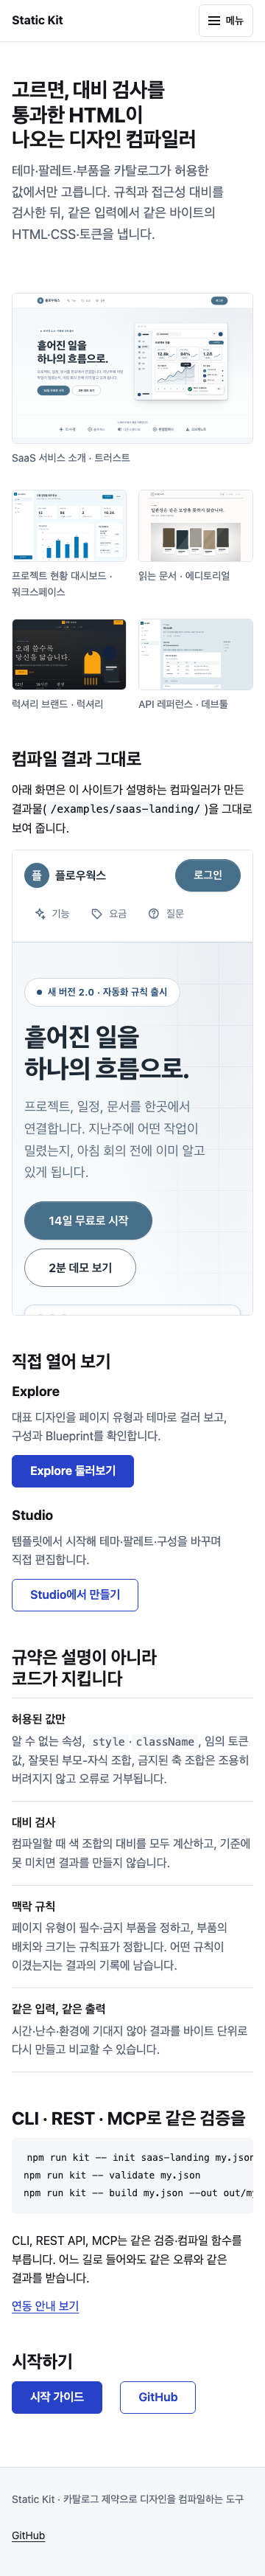 Static Kit
메뉴
고르면, 대비 검사를
통과한 HTML이
나오는 디자인 컴파일러
테마·팔레트·부품을 카탈로그가 허용한
값에서만 고릅니다. 규칙과 접근성 대비를
검사한 뒤, 같은 입력에서 같은 바이트의
HTML·CSS·토큰을 냅니다.
흩어진 일을
하나의 흐름으로.
SaaS 서비스 소개 · 트러스트
프로젝트 현황 대시보드 ·
워크스페이스
읽는 문서 · 에디토리얼
오래 쓸수록
당신을 닮습니다.
럭셔리 브랜드 · 럭셔리
API 레퍼런스 · 데브툴
컴파일 결과 그대로
아래 화면은 이 사이트가 설명하는 컴파일러가 만든
결과물( /examples/saas-landing/ )을 그대로
보여 줍니다.
플 플로우웍스
로그인
기능 요금 질문
새 버전 2.0 · 자동화 규칙 출시
흩어진 일을
하나의 흐름으로.
프로젝트, 일정, 문서를 한곳에서
연결합니다. 지난주에 어떤 작업이
밀렸는지, 아침 회의 전에 이미 알고
있게 됩니다.
14일 무료로 시작
2분 데모 보기
직접 열어 보기
Explore
대표 디자인을 페이지 유형과 테마로 걸러 보고,
구성과 Blueprint를 확인합니다.
Explore 둘러보기
Studio
템플릿에서 시작해 테마·팔레트·구성을 바꾸며
직접 편집합니다.
Studio에서 만들기
규약은 설명이 아니라
코드가 지킵니다
허용된 값만
알 수 없는 속성, style · className , 임의 토큰
값, 잘못된 부모-자식 조합, 금지된 축 조합은 조용히
버려지지 않고 오류로 거부됩니다.
대비 검사
컴파일할 때 색 조합의 대비를 모두 계산하고, 기준에
못 미치면 결과를 만들지 않습니다.
맥락 규칙
페이지 유형이 필수·금지 부품을 정하고, 부품의
배치와 크기는 규칙표가 정합니다. 어떤 규칙이
이겼는지는 결과의 기록에 남습니다.
같은 입력, 같은 출력
시간·난수·환경에 기대지 않아 결과를 바이트 단위로
다시 만들고 비교할 수 있습니다.
CLI · REST · MCP로 같은 검증을
npm run kit -- init saas-landing my.json
npm run kit -- validate my.json
npm run kit -- build my.json --out out/my
CLI, REST API, MCP는 같은 검증·컴파일 함수를
부릅니다. 어느 길로 들어와도 같은 오류와 같은
결과를 받습니다.
연동 안내 보기
시작하기
시작 가이드
GitHub
Static Kit · 카탈로그 제약으로 디자인을 컴파일하는 도구
GitHub